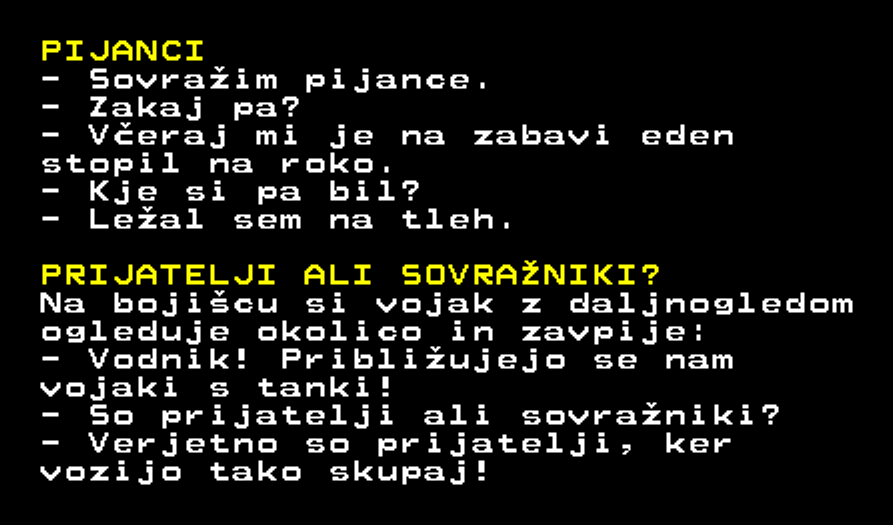 PIJANCI
- Sovražim pijance.
- Zakaj pa?
- Včeraj mi je na zabavi eden
stopil na roko.
- Kje si pa bil?
- Ležal sem na tleh.
PRIJATELJI ALI SOVRAŽNIKI?
Na bojišcu si vojak z daljnogledom
ogleduje okolico in zavpije:
- Vodnik! Približujejo se nam
vojaki s tanki!
- So prijatelji ali sovražniki?
- Verjetno so prijatelji, ker
vozijo tako skupaj!